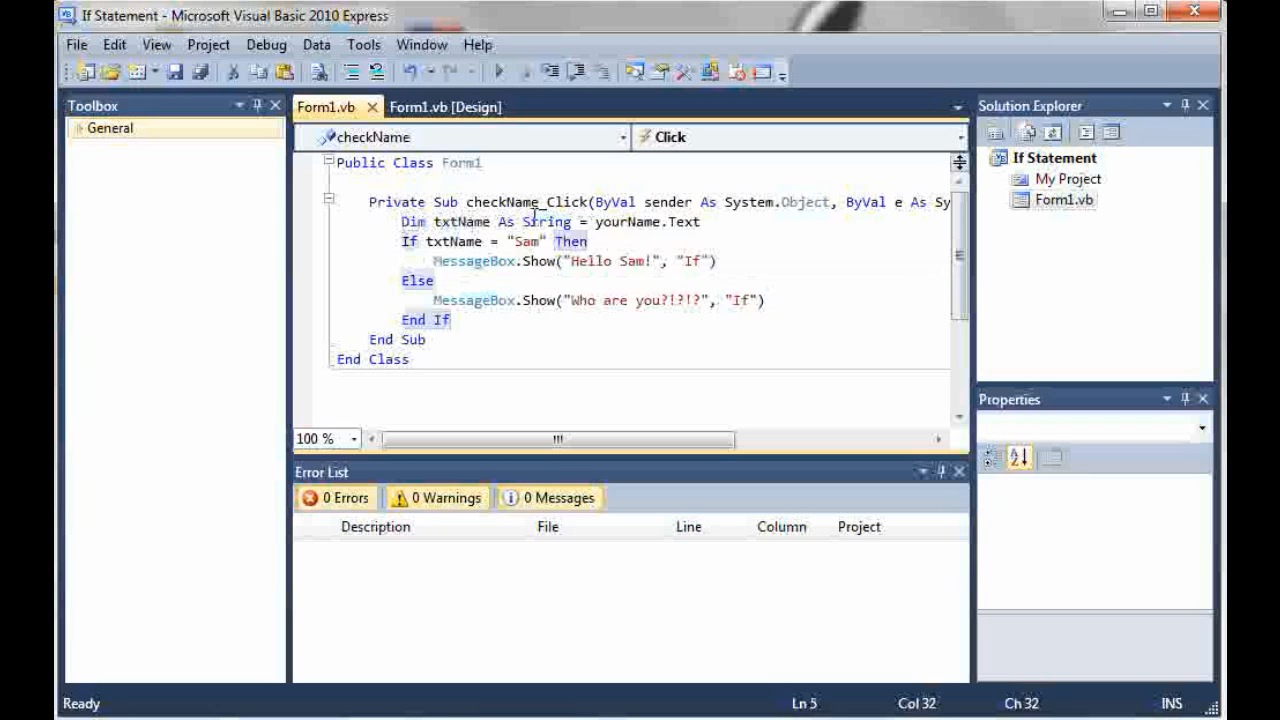 If Statement - Microsoft Visual Basic 2010 Express
File Edit View Project Debug Data Tools Window Help
Toolbox
General
Form1.vb
Form1.vb [Design]
checkName
Click
Public Class Form1
Private Sub checkName_Click(ByVal sender As System.Object, ByVal e As Sy
Dim txtName As String = yourName.Text
If txtName = "Sam" Then
MessageBox.Show("Hello Sam!", "If")
Else
MessageBox.Show("Who are you?!?!?", "If")
End If
End Sub
End Class
100 %
Solution Explorer
If Statement
My Project
Form1.vb
Properties
Error List
0 Errors
0 Warnings
0 Messages
Description File Line Column Project
Ready Ln 5 Col 32 Ch 32 INS